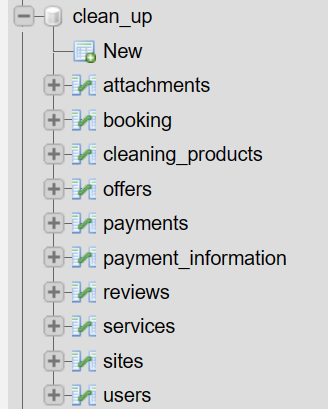 clean_up
New
attachments
booking
cleaning_products
offers
payments
payment_information
reviews
services
sites
users